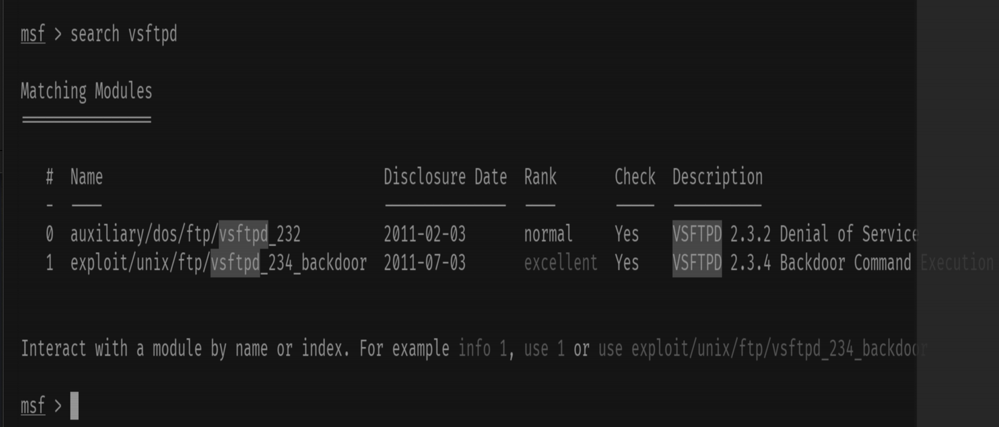 msf > search vsftpd
Matching Modules
================
# Name Disclosure Date Rank Check Description
- ---- --------------- ---- ----- -----------
0 auxiliary/dos/ftp/vsftpd_232 2011-02-03 normal Yes VSFTPD 2.3.2 Denial of Service
1 exploit/unix/ftp/vsftpd_234_backdoor 2011-07-03 excellent Yes VSFTPD 2.3.4 Backdoor Command Execution
Interact with a module by name or index. For example info 1, use 1 or use exploit/unix/ftp/vsftpd_234_backdoor
msf >